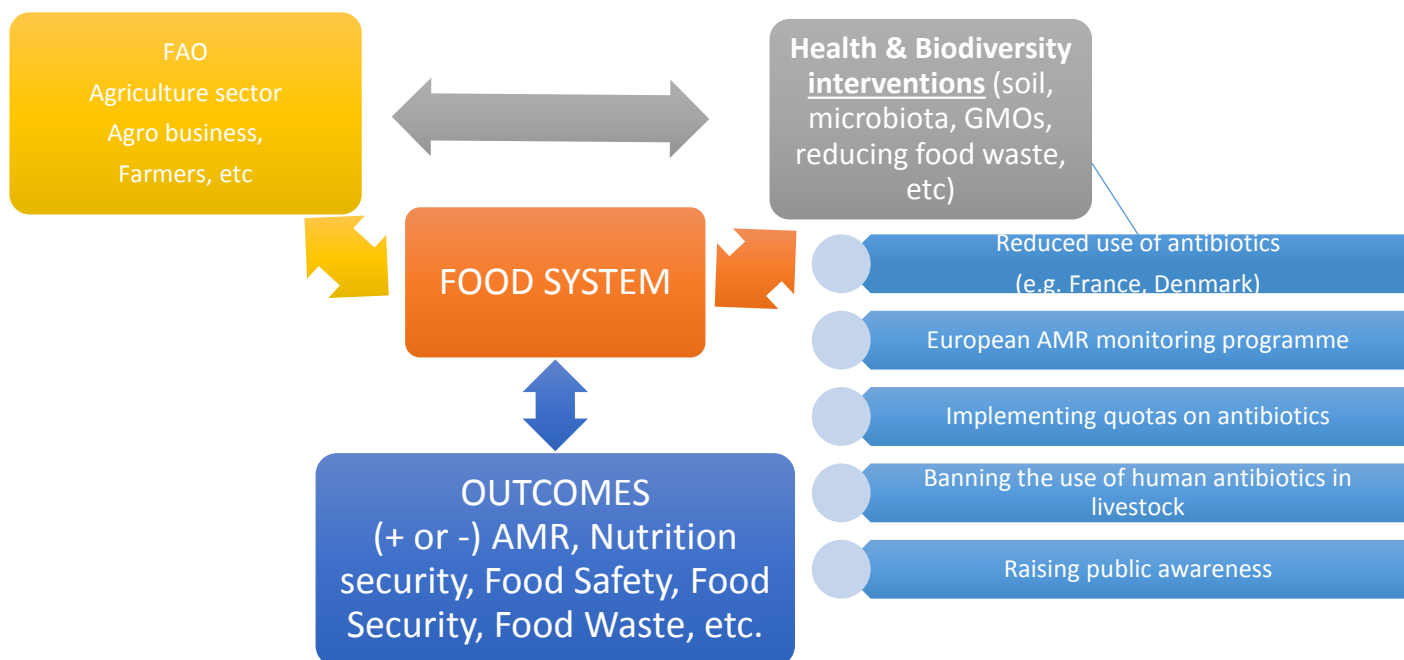 FAO
Agriculture sector
Agro business,
Farmers, etc
Health & Biodiversity
interventions (soil,
microbiota, GMOs,
reducing food waste,
etc)
FOOD SYSTEM
Reduced use of antibiotics
(e.g. France, Denmark)
European AMR monitoring programme
Implementing quotas on antibiotics
Banning the use of human antibiotics in
livestock
Raising public awareness
OUTCOMES
(+ or -) AMR, Nutrition
security, Food Safety, Food
Security, Food Waste, etc.